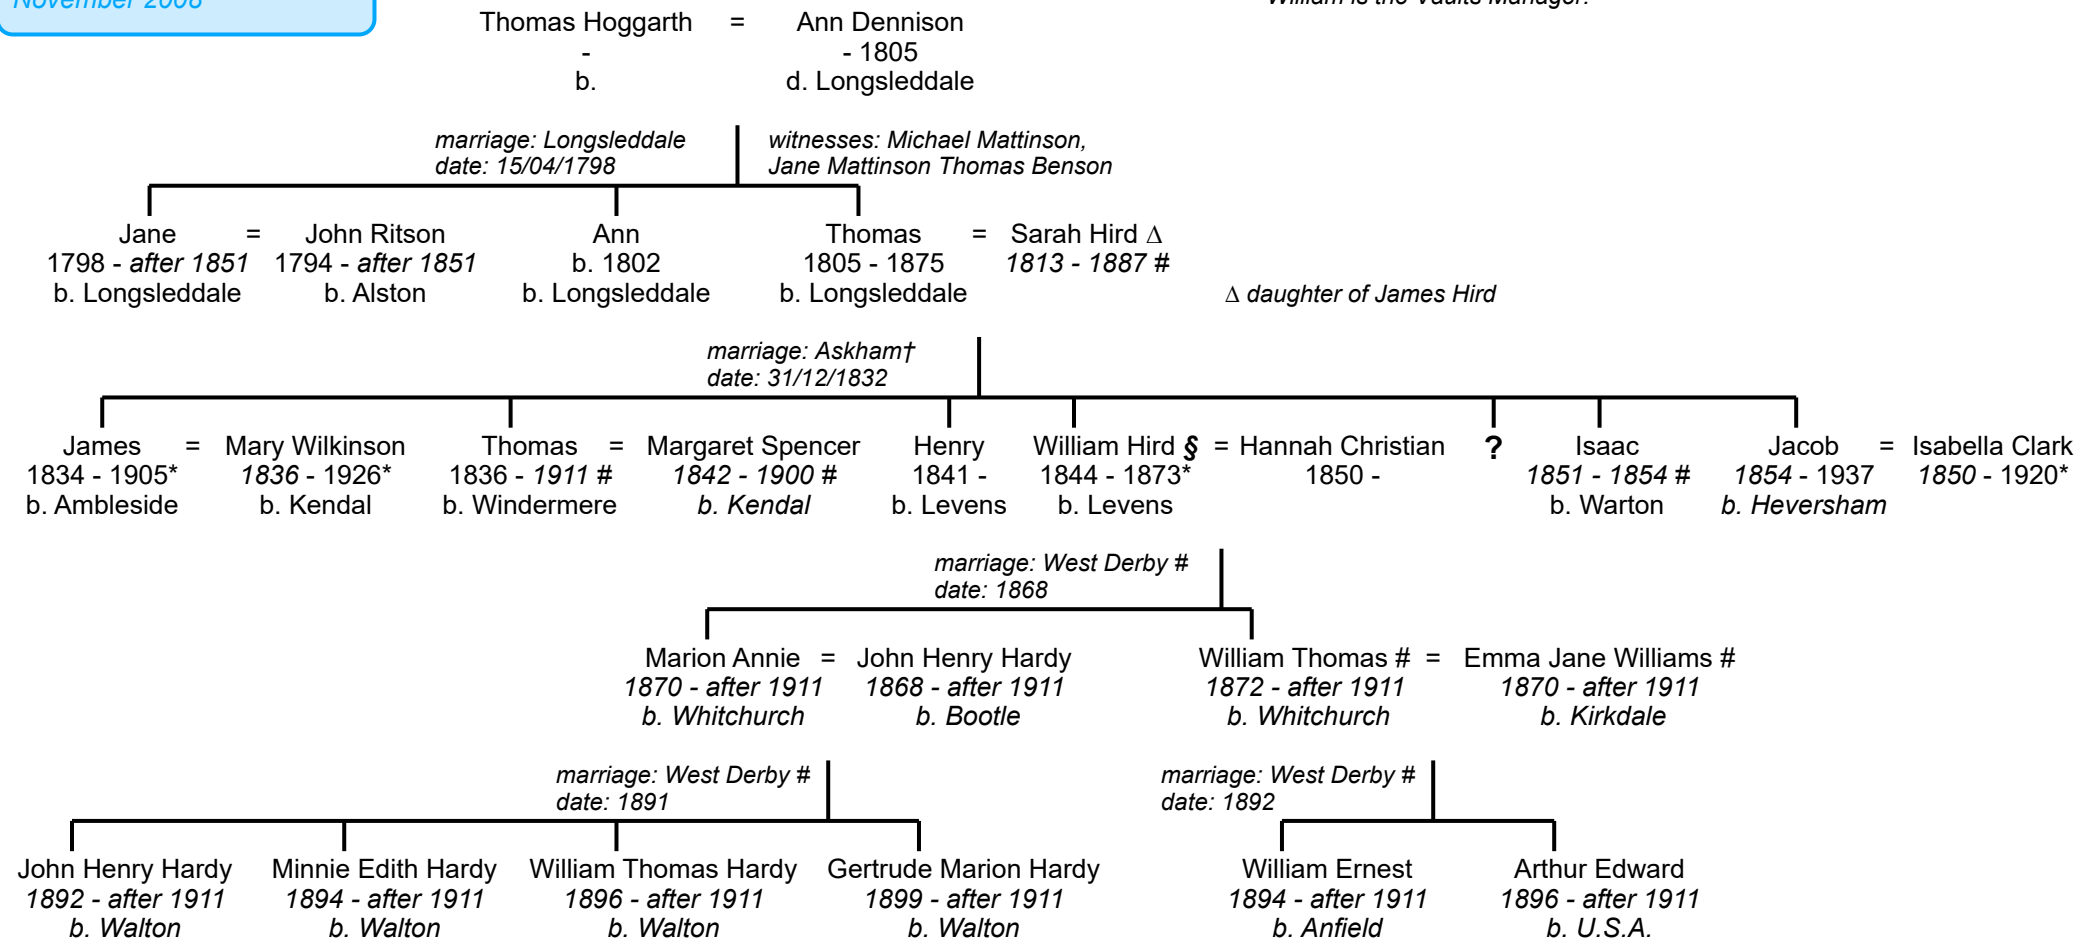 November 2008
William is the Vaults Manager.
Thomas Hoggarth = Ann Dennison
- - 1805
b. d. Longsleddale
marriage: Longsleddale witnesses: Michael Mattinson,
date: 15/04/1798 Jane Mattinson Thomas Benson
Jane = John Ritson Ann Thomas = Sarah Hird Δ
1798 - after 1851 1794 - after 1851 b. 1802 1805 - 1875 1813 - 1887 #
b. Longsleddale b. Alston b. Longsleddale b. Longsleddale Δ daughter of James Hird
marriage: Askham†
date: 31/12/1832
James = Mary Wilkinson Thomas = Margaret Spencer Henry William Hird § = Hannah Christian ? Isaac Jacob = Isabella Clark
1834 - 1905* 1836 - 1926* 1836 - 1911 # 1842 - 1900 # 1841 - 1844 - 1873* 1850 - 1851 - 1854 # 1854 - 1937 1850 - 1920*
b. Ambleside b. Kendal b. Windermere b. Kendal b. Levens b. Levens b. Warton b. Heversham
marriage: West Derby #
date: 1868
Marion Annie = John Henry Hardy William Thomas # = Emma Jane Williams #
1870 - after 1911 1868 - after 1911 1872 - after 1911 1870 - after 1911
b. Whitchurch b. Bootle b. Whitchurch b. Kirkdale
marriage: West Derby # marriage: West Derby #
date: 1891 date: 1892
John Henry Hardy Minnie Edith Hardy William Thomas Hardy Gertrude Marion Hardy William Ernest Arthur Edward
1892 - after 1911 1894 - after 1911 1896 - after 1911 1899 - after 1911 1894 - after 1911 1896 - after 1911
b. Walton b. Walton b. Walton b. Walton b. Anfield b. U.S.A.